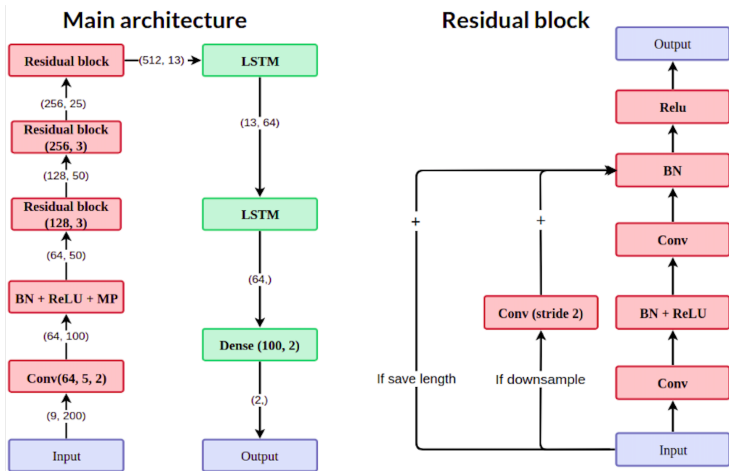 Main architecture
Residual block
(512, 13)
LSTM
(256, 25)
(13, 64)
Residual block
(256, 3)
(128, 50)
Residual block
(128, 3)
LSTM
(64, 50)
(64,)
BN + ReLU + MP
(64, 100)
Dense (100, 2)
Conv(64, 5, 2)
(9, 200)
(2,)
Input
Output
Residual block
Output
Relu
BN
+
+
Conv
Conv (stride 2)
BN + ReLU
If save length
If downsample
Conv
Input